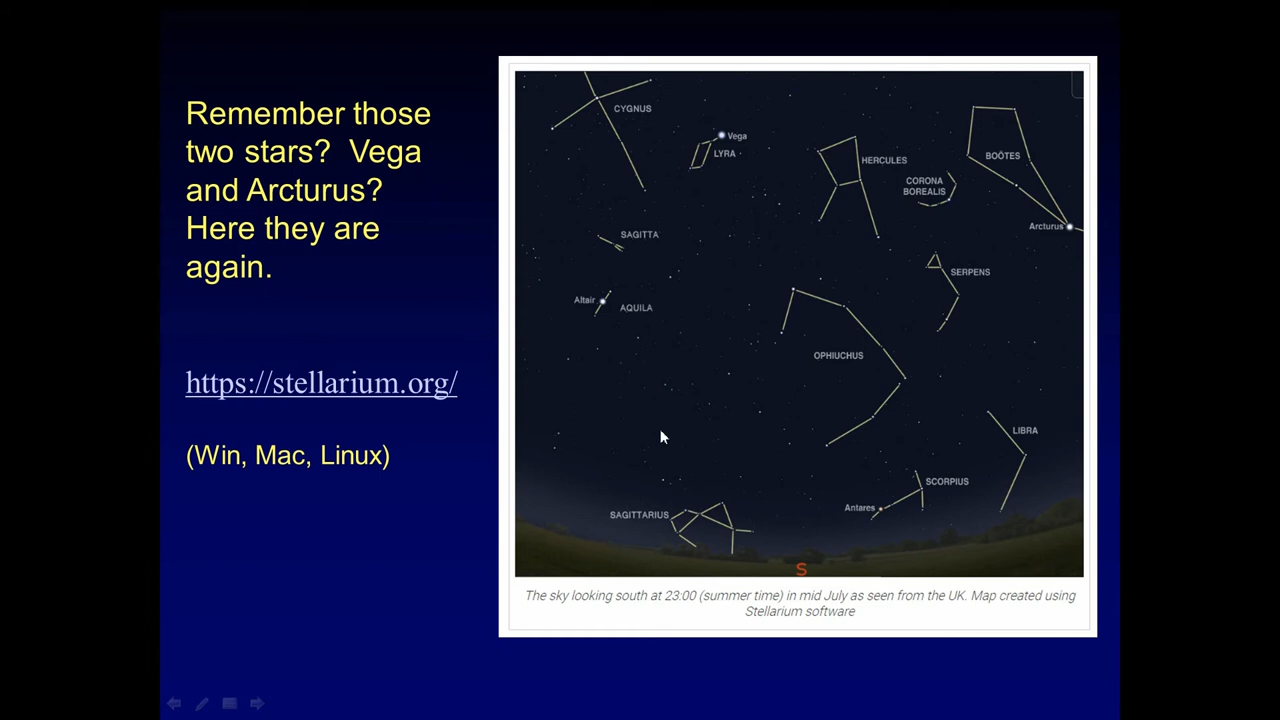 Remember those
two stars?  Vega
and Arcturus?
Here they are
again.
https://stellarium.org/
(Win, Mac, Linux)
CYGNUS
Vega
LYRA
HERCULES
BOÖTES
CORONA
BOREALIS
Arcturus
SAGITTA
SERPENS
Altair
AQUILA
OPHIUCHUS
LIBRA
SCORPIUS
Antares
SAGITTARIUS
S
The sky looking south at 23:00 (summer time) in mid July as seen from the UK. Map created using
Stellarium software